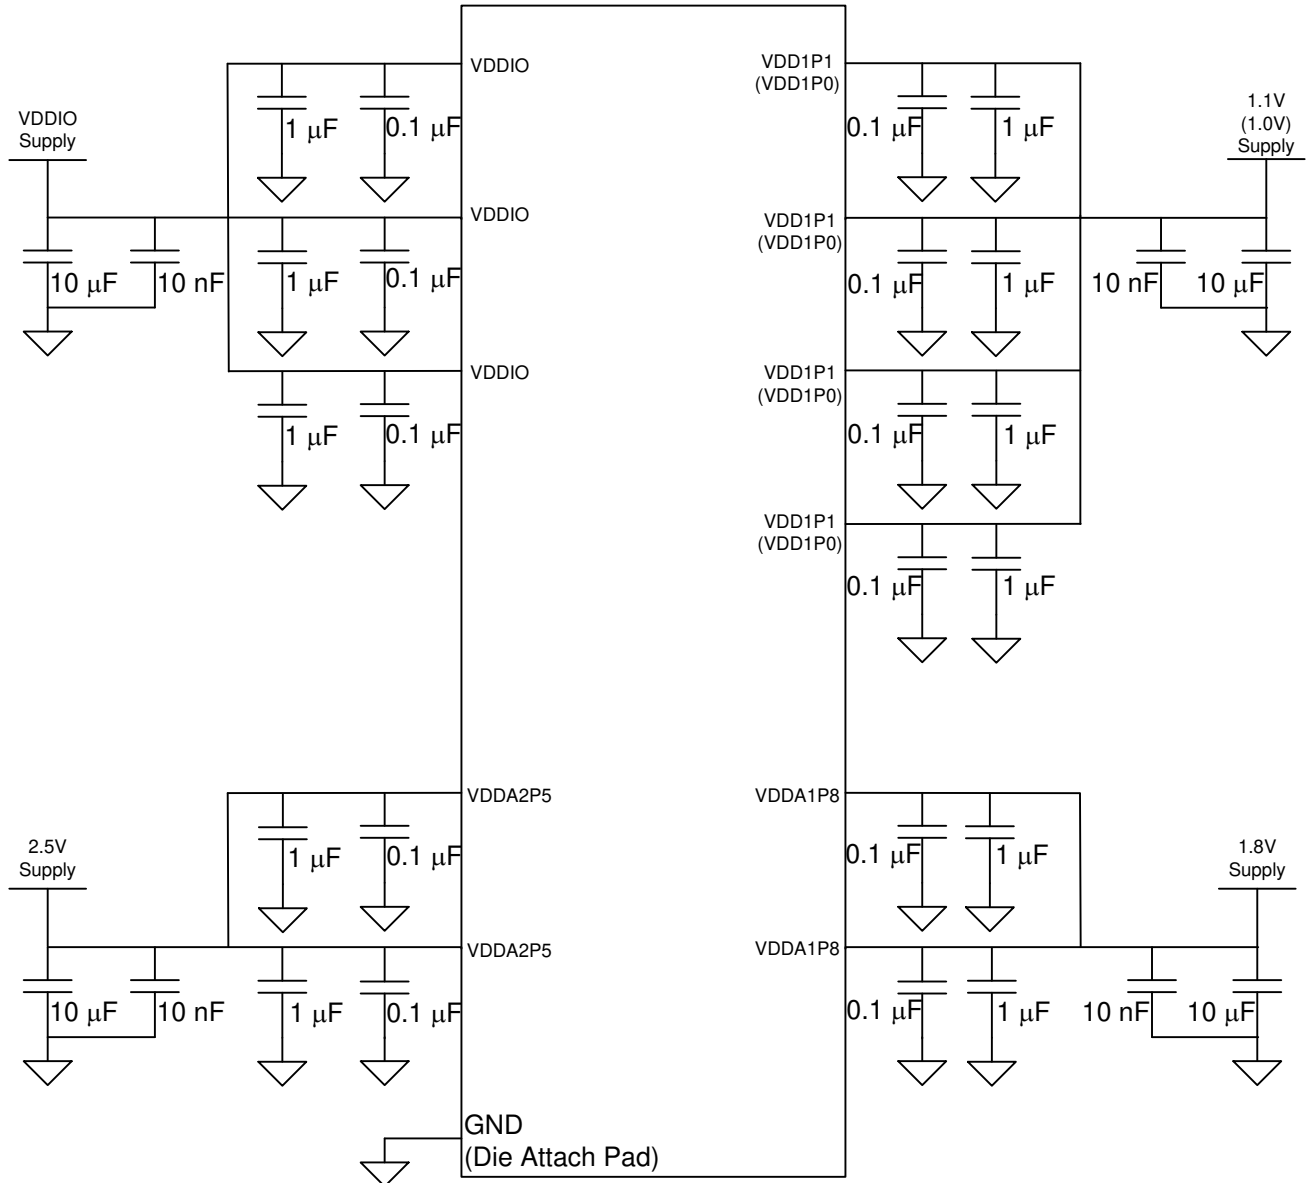 VDDIO
1 μF
0.1 μF
VDDIO
Supply
VDDIO
10 μF
10 nF
1 μF
0.1 μF
VDDIO
1 μF
0.1 μF
VDD1P1
(VDD1P0)
0.1 μF
1 μF
1.1V
(1.0V)
Supply
VDD1P1
(VDD1P0)
0.1 μF
1 μF
10 nF
10 μF
VDD1P1
(VDD1P0)
0.1 μF
1 μF
VDD1P1
(VDD1P0)
0.1 μF
1 μF
VDDA2P5
1 μF
0.1 μF
2.5V
Supply
VDDA2P5
10 μF
10 nF
1 μF
0.1 μF
VDDA1P8
0.1 μF
1 μF
1.8V
Supply
VDDA1P8
0.1 μF
1 μF
10 nF
10 μF
GND
(Die Attach Pad)